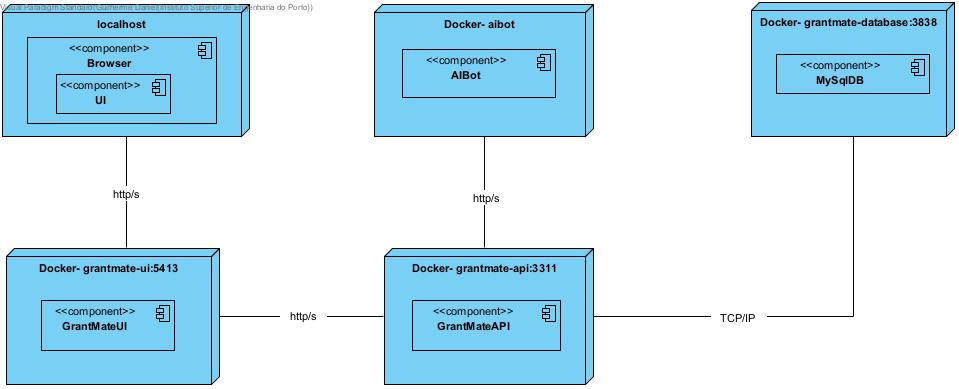 Visual Paradigm Standard(Guilherme Daniel(Instituto Superior de Engenharia do Porto))
localhost
<<component>>
Browser
<<component>>
UI
Docker- aibot
<<component>>
AIBot
Docker- grantmate-database:3838
<<component>>
MySqlDB
http/s
http/s
Docker- grantmate-ui:5413
<<component>>
GrantMateUI
http/s
Docker- grantmate-api:3311
<<component>>
GrantMateAPI
TCP/IP